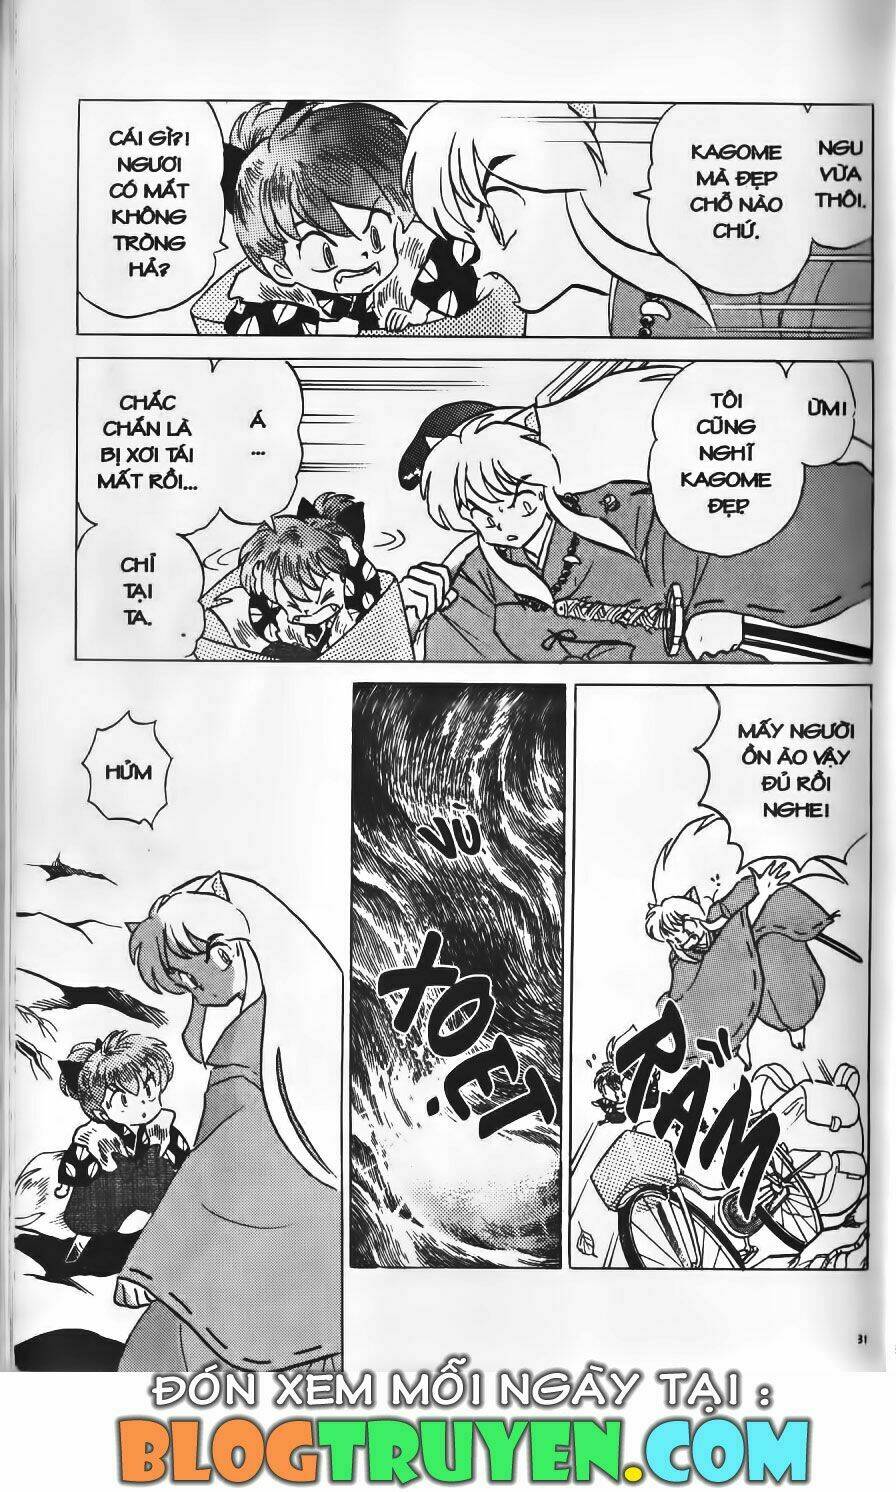 NGU
VỪA
THÔI.
KAGOME
MÀ ĐẸP
CHỖ NÀO
CHỨ.
CÁI GÌ?!
NGƯƠI
CÓ MẮT
KHÔNG
TRÒNG
HẢ?
ỪM!
TÔI
CŨNG
NGHĨ
KAGOME
ĐẸP.
Á
...
CHẮC
CHẮN LÀ
BỊ XƠI TÁI
MẤT RỒI...
CHỈ
TẠI
TA.
MẤY NGƯỜI
ỒN ÀO VẬY
ĐỦ RỒI
NGHE!
RẦM
VÙ
XOẸT
HỬM
31
ĐÓN XEM MỖI NGÀY TẠI :
BLOGTRUYEN.COM